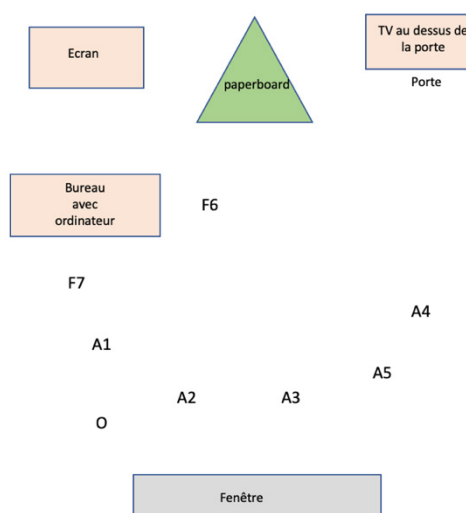 Ecran
paperboard
TV au dessus de
la porte
Porte
Bureau
avec
ordinateur
F6
F7
A4
A1
A5
A2
A3
O
Fenêtre